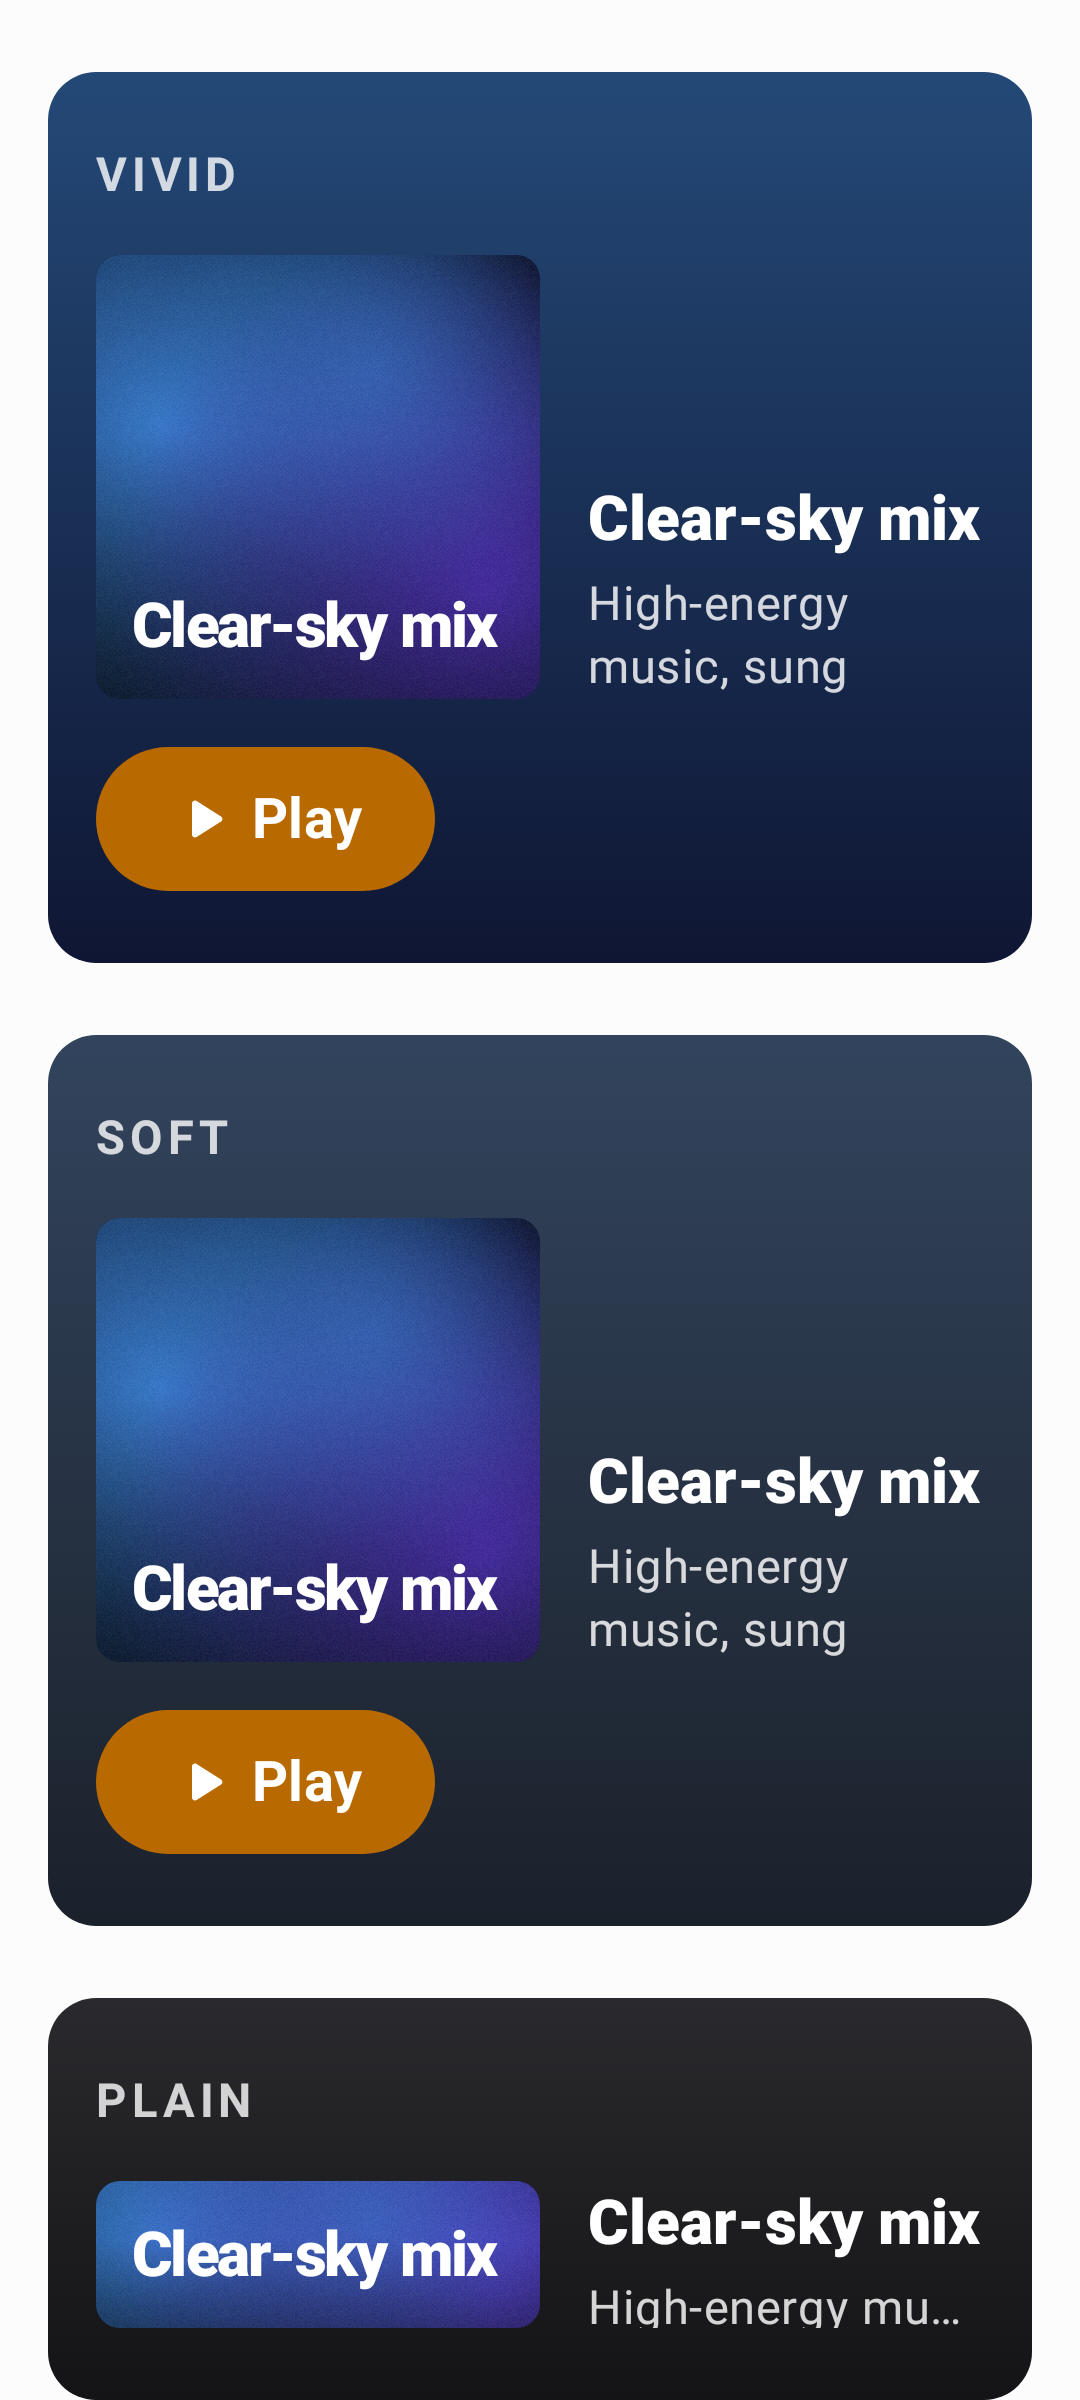 VIVID
Clear-sky mix
Clear-sky mix
High-energy
music, sung
Play
SOFT
Clear-sky mix
Clear-sky mix
High-energy
music, sung
Play
PLAIN
Clear-sky mix
Clear-sky mix
High-energy mu…